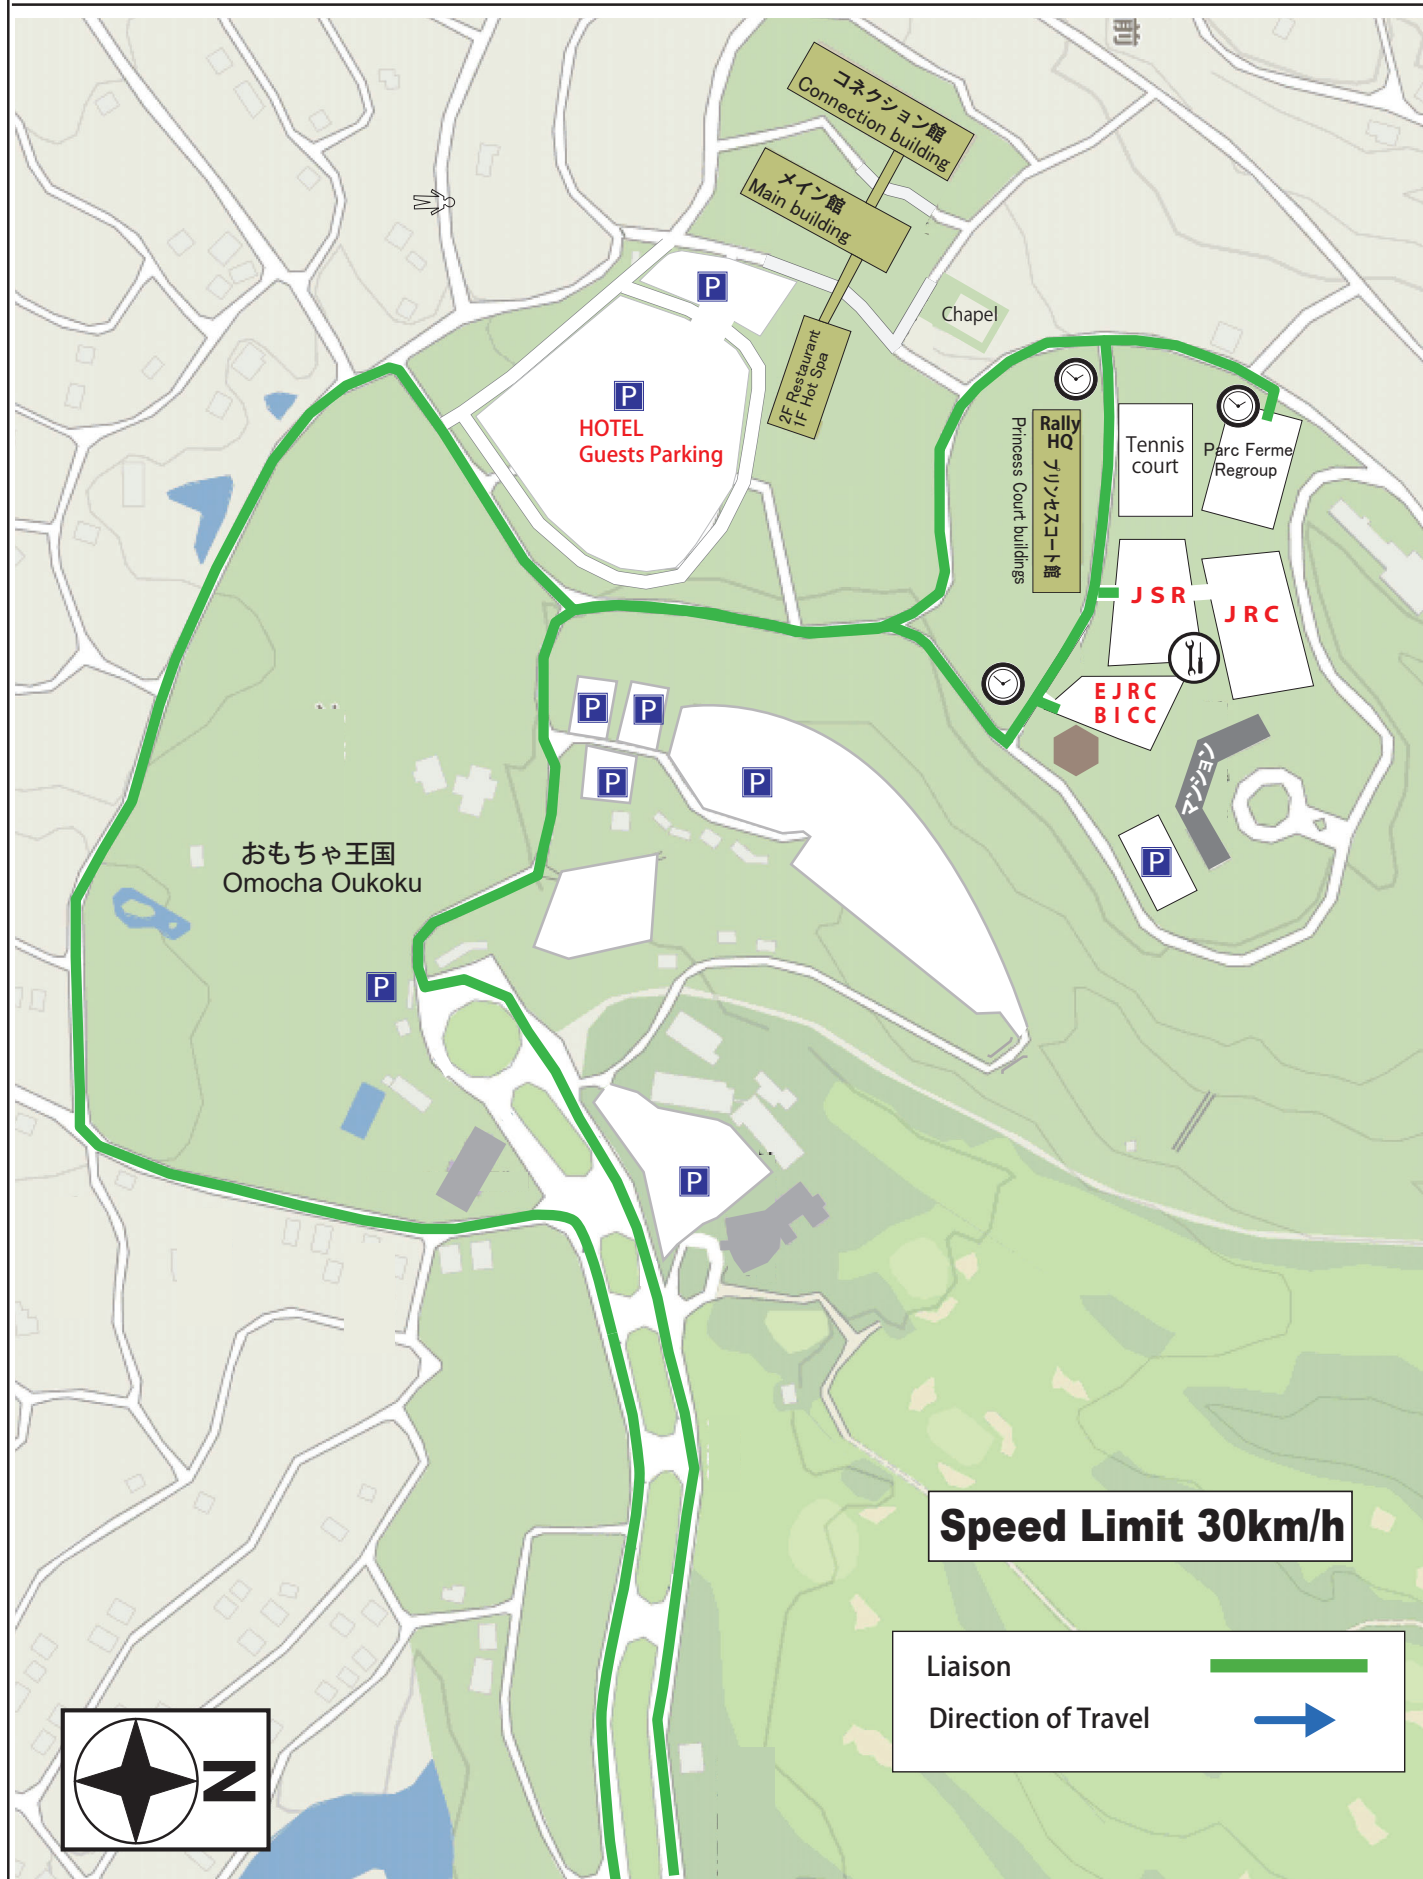 前
コネクション館
Connection building
メイン館
Main building
P
2F Restaurant
1F Hot Spa
Chapel
P
HOTEL
Guests Parking
Rally
HQ
プリンセスコート館
Princess Court buildings
Tennis
court
Parc Ferme
Regroup
JSR
JRC
EJRC
BICC
P
P
P
P
マンション
P
おもちゃ王国
Omocha Oukoku
P
P
Speed Limit 30km/h
Liaison
Direction of Travel
N